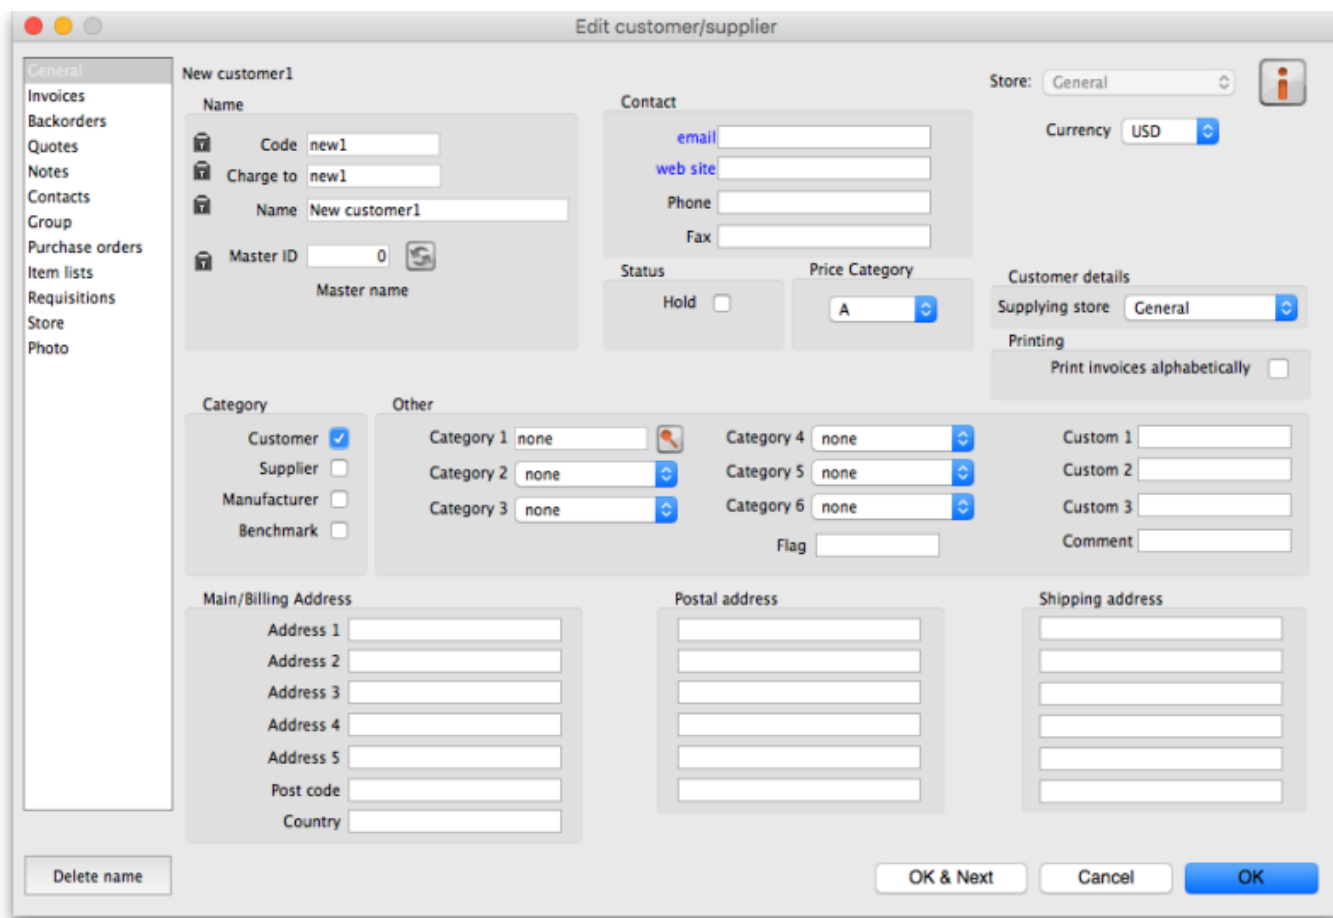 Edit customer/supplier
General
Invoices
Backorders
Quotes
Notes
Contacts
Group
Purchase orders
Item lists
Requisitions
Store
Photo
Delete name
New customer1
Store: General
Currency USD
Name
Code new1
Charge to new1
Name New customer1
Master ID 0
Master name
Contact
email
web site
Phone
Fax
Status
Hold
Price Category
A
Customer details
Supplying store General
Printing
Print invoices alphabetically
Category
Customer
Supplier
Manufacturer
Benchmark
Other
Category 1 none
Category 2 none
Category 3 none
Category 4 none
Category 5 none
Category 6 none
Flag
Custom 1
Custom 2
Custom 3
Comment
Main/Billing Address
Address 1
Address 2
Address 3
Address 4
Address 5
Post code
Country
Postal address
Shipping address
OK & Next
Cancel
OK